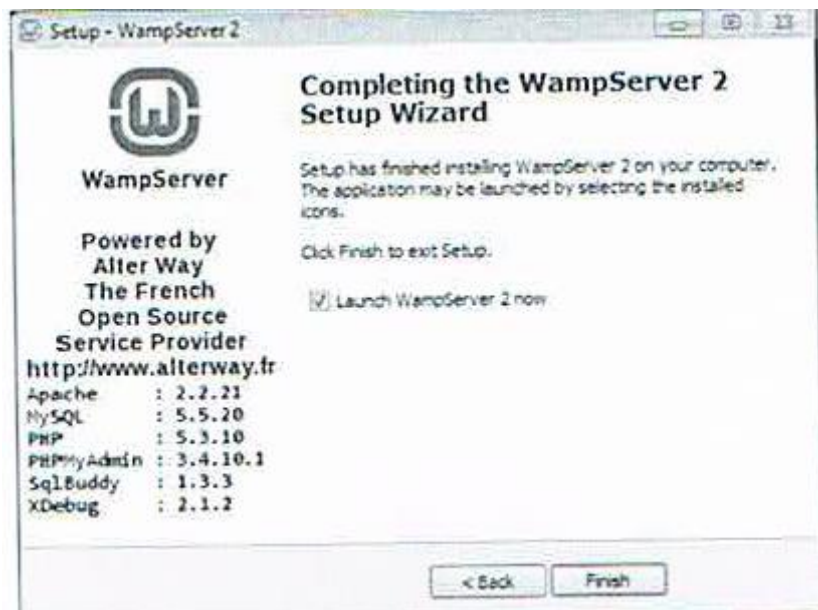 Setup - WampServer 2
WampServer
Powered by
Alter Way
The French
Open Source
Service Provider
http://www.alterway.fr
Apache : 2.2.21
MySQL : 5.5.20
PHP : 5.3.10
PHPMyAdmin : 3.4.10.1
SqlBuddy : 1.3.3
XDebug : 2.1.2
Completing the WampServer 2
Setup Wizard
Setup has finished installing WampServer 2 on your computer.
The application may be launched by selecting the installed
icons.
Click Finish to exit Setup.
Launch WampServer 2 now
< Back
Finish